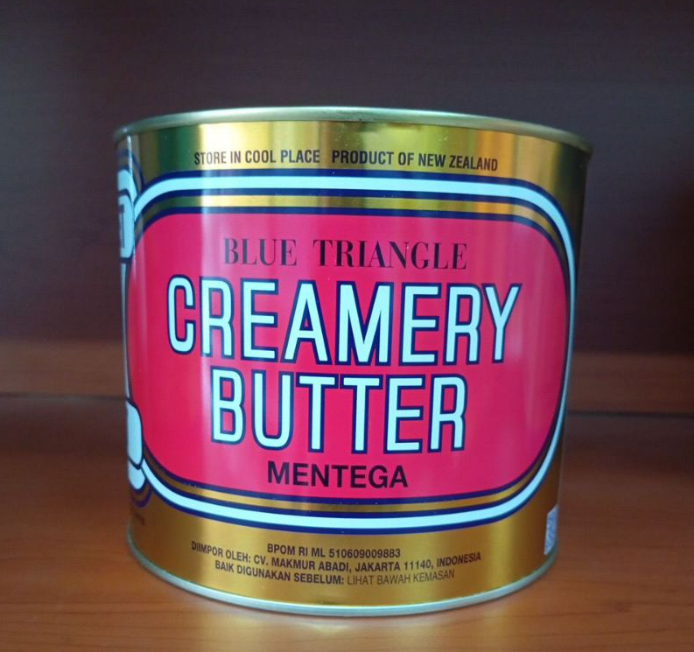 STORE IN COOL PLACE PRODUCT OF NEW ZEALAND
BLUE TRIANGLE
CREAMERY
BUTTER
MENTEGA
BPOM RI ML 510609009883
DIIMPOR OLEH: CV. MAKMUR ABADI, JAKARTA 11140, INDONESIA
BAIK DIGUNAKAN SEBELUM: LIHAT BAWAH KEMASAN